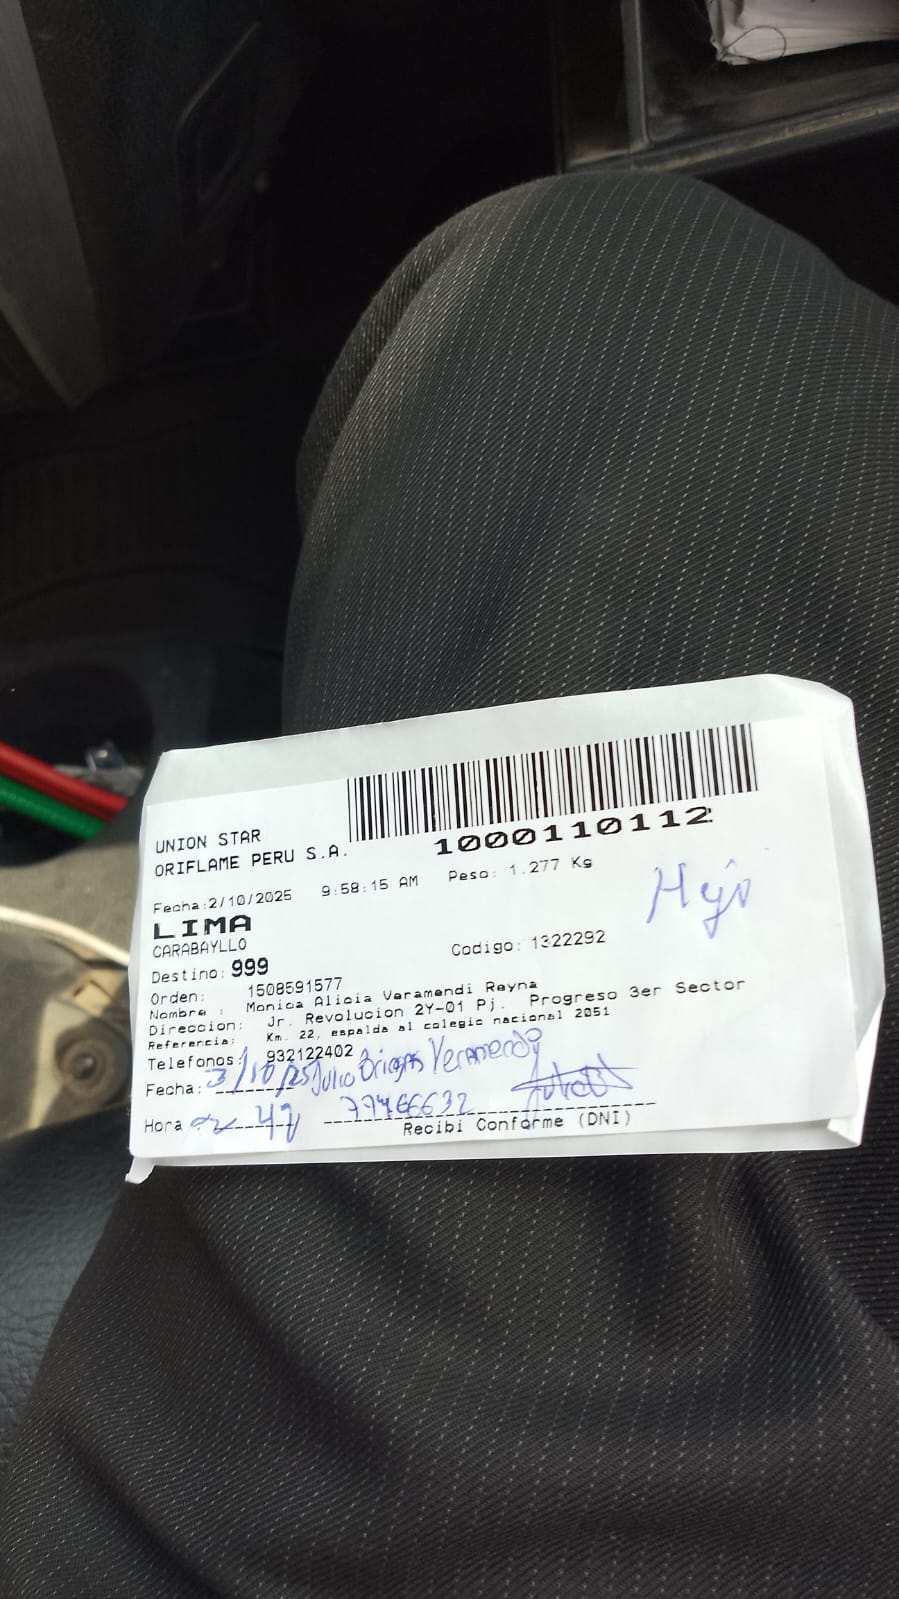 UNION STAR
ORIFLAME PERU S.A.
1000110112
Fecha:2/10/2025 9:58:15 AM Peso: 1.277 Kg
LIMA
Hijo
CARABAYLLO
Codigo: 1322292
Destino: 999
Orden: 1508591577
Nombre : Monica Alicia Veramendi Reyna
Direccion: Jr. Revolucion 2Y-01 Pj. Progreso 3er Sector
Referencia: Km. 22, espalda al colegio nacional 2051
Telefonos: 932122402
Fecha: 3/10/25 Julio Veramendi
Hora 77466632
Recibi Conforme (DNI)